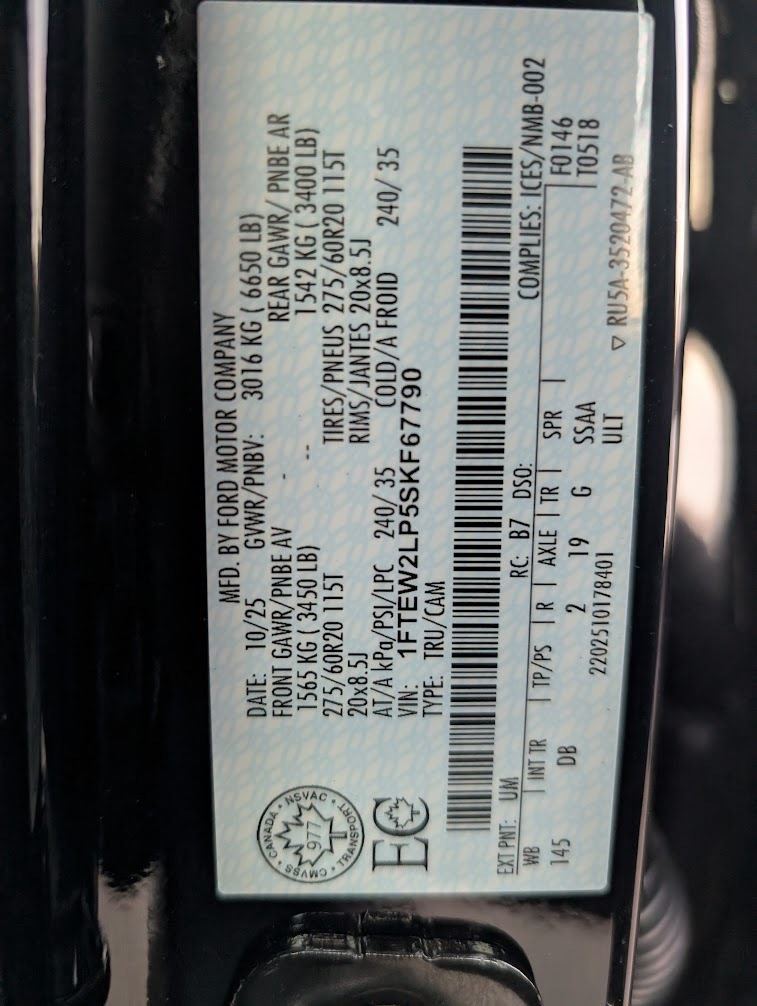 MFD. BY FORD MOTOR COMPANY
DATE: 10/25 GVWR/PNBV: 3016 KG ( 6650 LB)
FRONT GAWR/PNBE AV REAR GAWR/ PNBE AR
1565 KG ( 3450 LB) -- 1542 KG ( 3400 LB)
275/60R20 115T TIRES/PNEUS 275/60R20 115T
20x8.5J RIMS/JANTES 20x8.5J
AT/A kPa/PSI/LPC 240/ 35 COLD/A FROID 240/ 35
VIN: 1FTEW2LP5SKF67790
TYPE: TRU/CAM
CANADA • NSVAC • TRANSPORT • CMVSS •
977
T
EC
EXT PNT: UM RC: B7 DSO: COMPLIES: ICES/NMB-002
WB INT TR TP/PS R AXLE TR SPR F0146
145 DB 2 19 G SSAA T0518
2202510178401 ULT
▽ RU5A-3520472-AB